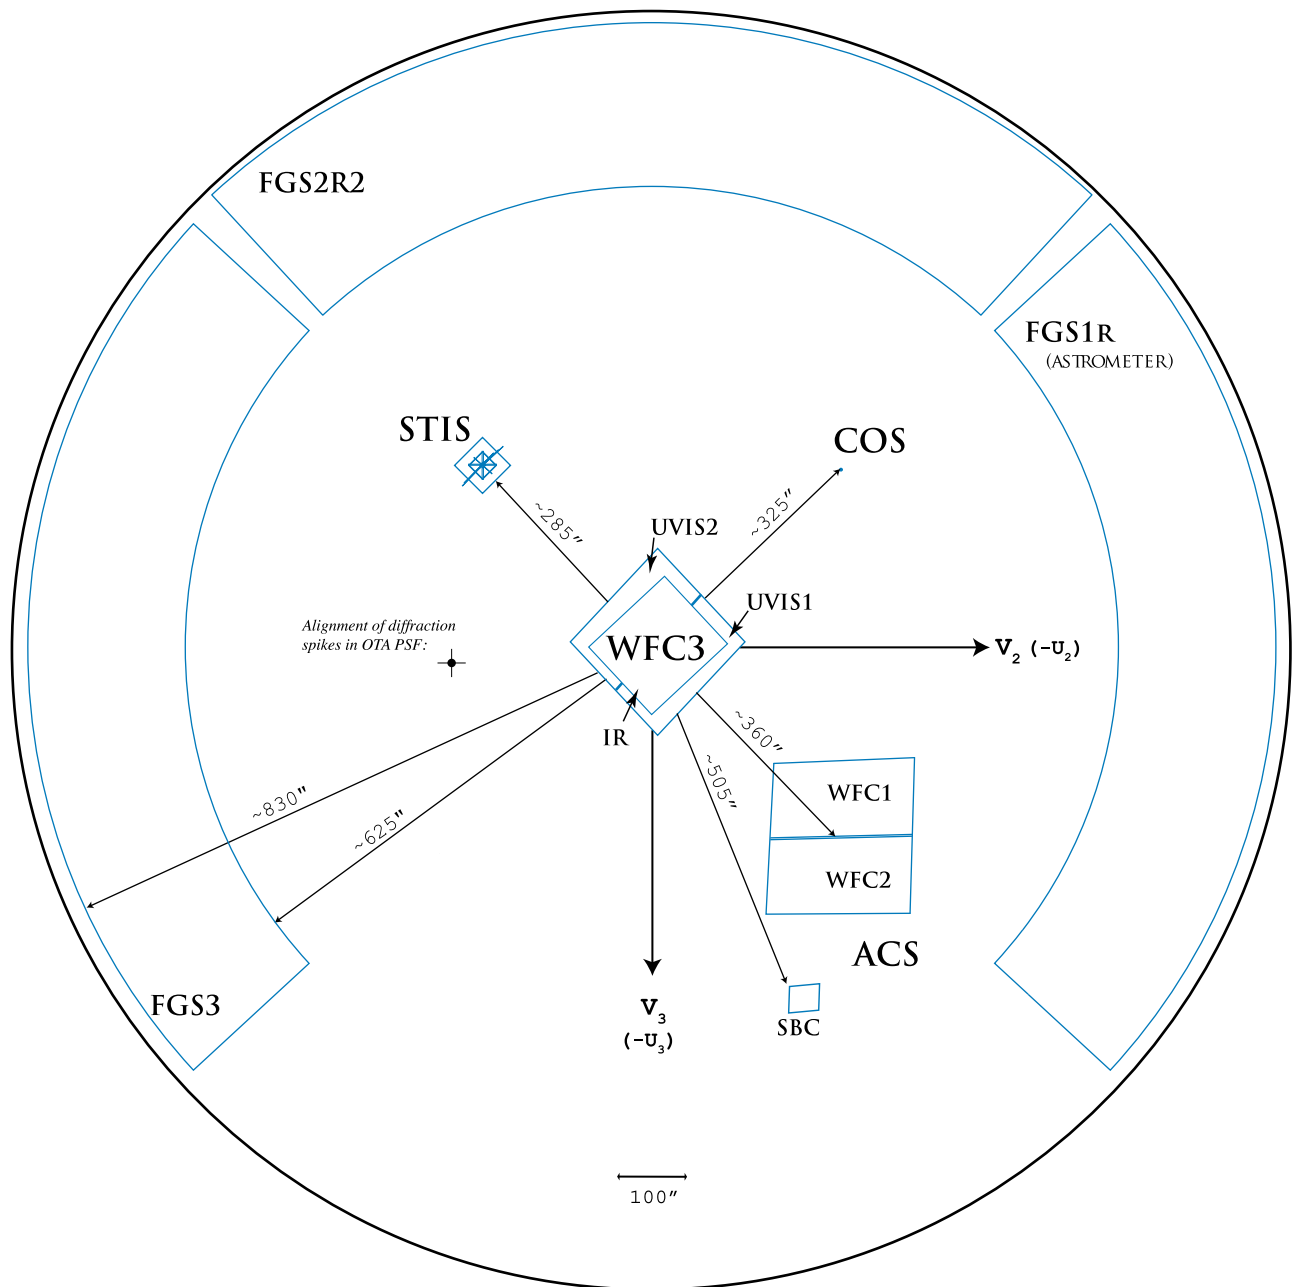 FGS2R2
FGS1R
(ASTROMETER)
STIS
COS
~285″
~325″
UVIS2
UVIS1
Alignment of diffraction
spikes in OTA PSF:
WFC3
V2 (-U2)
IR
~360″
~505″
~830″
~625″
WFC1
WFC2
ACS
FGS3
V3
(-U3)
SBC
100″